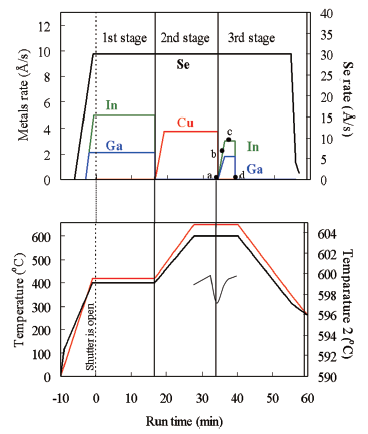 Metals rate (Å/s)
12
10
8
6
4
2
0
1st stage 2nd stage 3rd stage
Se
In
Ga
Cu
In
Ga
a
b
c
d
40
35
30
25
20
15
10
5
0
Se rate (Å/s)
Temperature (°C)
600
500
400
300
200
100
0
Shutter is open
604
602
600
598
596
594
592
590
Temparature 2 (°C)
-10 0 10 20 30 40 50 60
Run time (min)